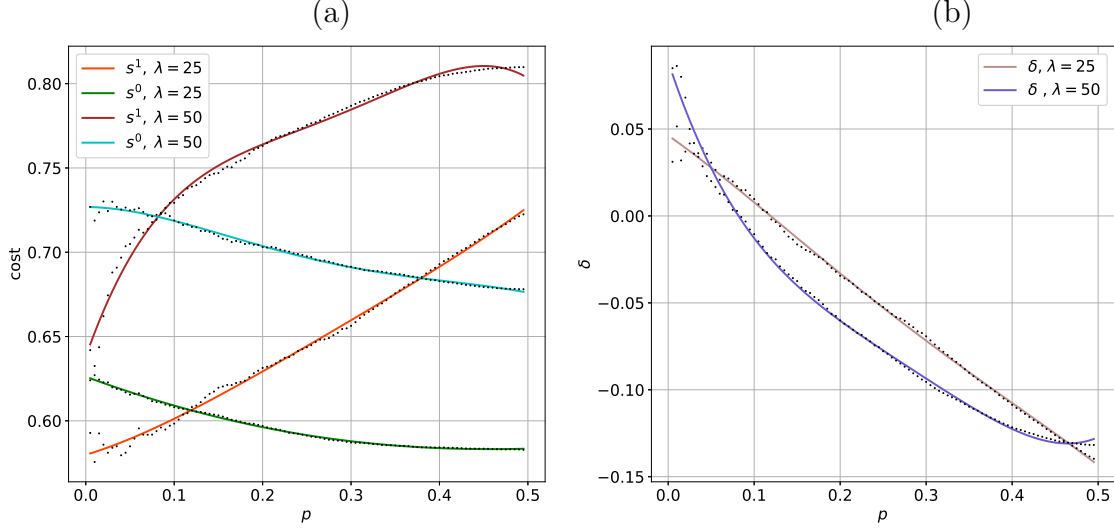 (a)
cost
0.80
0.75
0.70
0.65
0.60
s¹, λ = 25
s⁰, λ = 25
s¹, λ = 50
s⁰, λ = 50
0.0 0.1 0.2 0.3 0.4 0.5
p
(b)
δ
0.05
0.00
−0.05
−0.10
−0.15
δ, λ = 25
δ , λ = 50
0.0 0.1 0.2 0.3 0.4 0.5
p